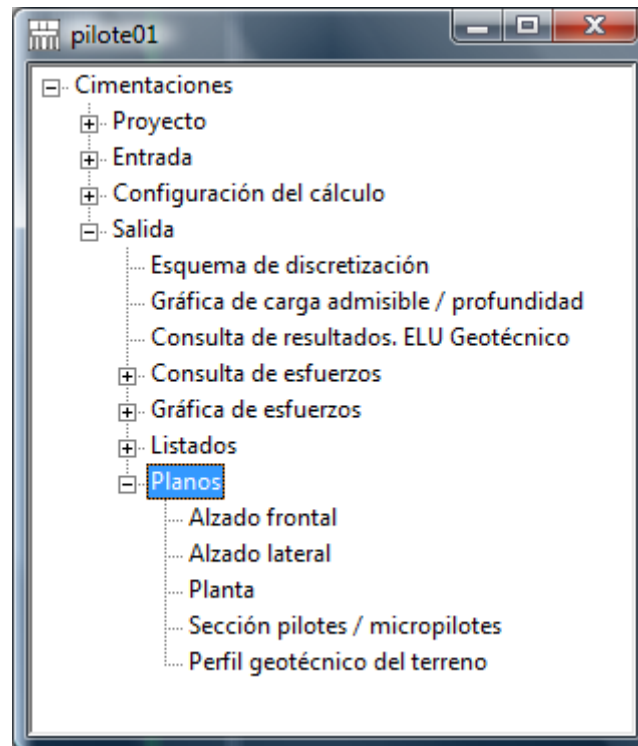 pilote01
Cimentaciones
Proyecto
Entrada
Configuración del cálculo
Salida
Esquema de discretización
Gráfica de carga admisible / profundidad
Consulta de resultados. ELU Geotécnico
Consulta de esfuerzos
Gráfica de esfuerzos
Listados
Planos
Alzado frontal
Alzado lateral
Planta
Sección pilotes / micropilotes
Perfil geotécnico del terreno